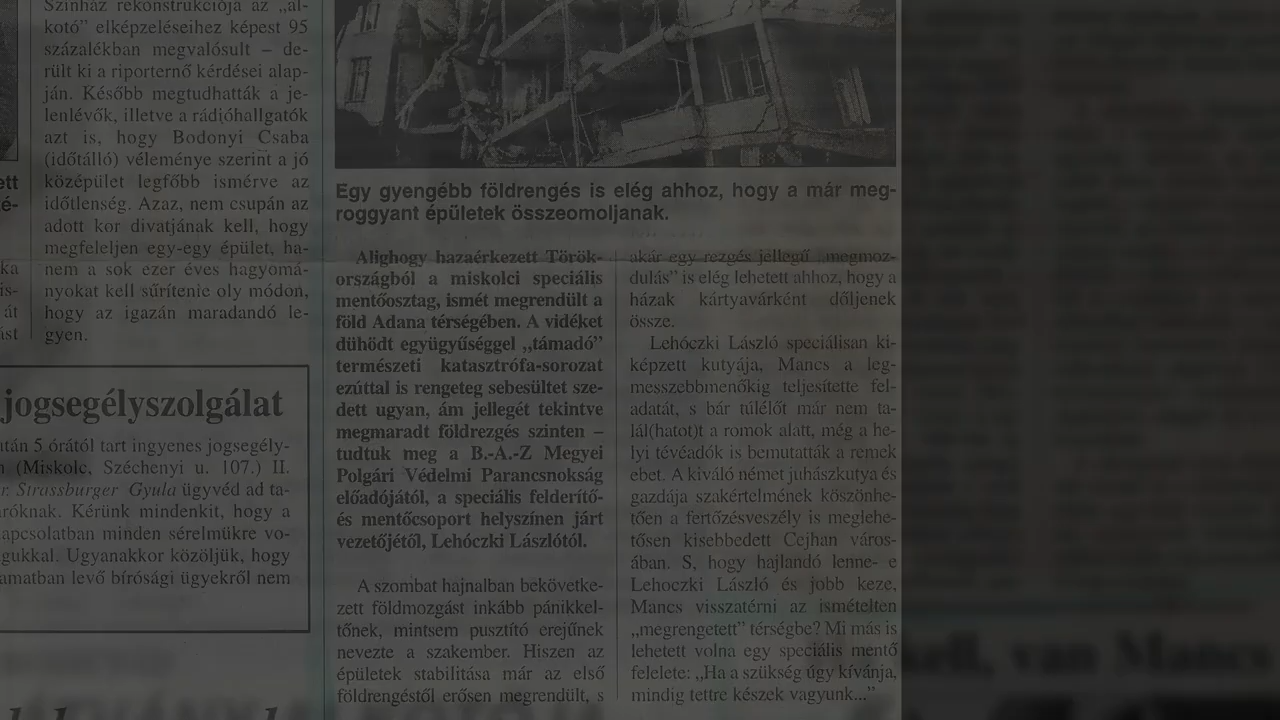 Színház rekonstrukciója az „al-
kotó” elképzeléseihez képest 95
százalékban megvalósult – de-
rült ki a riporternő kérdései alap-
ján. Később megtudhatták a je-
lenlévők, illetve a rádióhallgatók
azt is, hogy Bodonyi Csaba
(időtálló) véleménye szerint a jó
középület legfőbb ismérve az
időtlenség. Azaz, nem csupán az
adott kor divatjának kell, hogy
megfeleljen egy-egy épület, ha-
nem a sok ezer éves hagyomá-
nyokat kell sűrítenie oly módon,
hogy az igazán maradandó le-
gyen.
jogsegélyszolgálat
után 5 órától tart ingyenes jogsegély-
(Miskolc, Széchenyi u. 107.) II.
Strassburger Gyula ügyvéd ad ta-
róknak. Kérünk mindenkit, hogy a
apcsolatban minden sérelmükre vo-
gukkal. Ugyanakkor közöljük, hogy
amatban levő bírósági ügyekről nem
Egy gyengébb földrengés is elég ahhoz, hogy a már meg-
roggyant épületek összeomoljanak.
Alighogy hazaérkezett Török-
országból a miskolci speciális
mentőosztag, ismét megrendült a
föld Adana térségében. A vidéket
dühödt együgyűséggel „támadó”
természeti katasztrófa-sorozat
ezúttal is rengeteg sebesültet sze-
dett ugyan, ám jellegét tekintve
megmaradt földrezgés szinten –
tudtuk meg a B.-A.-Z Megyei
Polgári Védelmi Parancsnokság
előadójától, a speciális felderítő-
és mentőcsoport helyszínen járt
vezetőjétől, Lehóczki Lászlótól.
A szombat hajnalban bekövetke-
zett földmozgást inkább pánikkel-
tőnek, mintsem pusztító erejűnek
nevezte a szakember. Hiszen az
épületek stabilitása már az első
földrengéstől erősen megrendült, s
akár egy rezgés jellegű „megmoz-
dulás” is elég lehetett ahhoz, hogy a
házak kártyavárként dőljenek
össze.
Lehóczki László speciálisan ki-
képzett kutyája, Mancs a leg-
messzebbmenőkig teljesítette fel-
adatát, s bár túlélőt már nem ta-
lál(hatot)t a romok alatt, még a he-
lyi tévéadók is bemutatták a remek
ebet. A kiváló német juhászkutya és
gazdája szakértelmének köszönhe-
tően a fertőzésveszély is meglehe-
tősen kisebbedett Cejhan város-
ában. S, hogy hajlandó lenne- e
Lehoczki László és jobb keze,
Mancs visszatérni az ismételten
„megrengetett” térségbe? Mi más is
lehetett volna egy speciális mentő
felelete: „Ha a szükség úgy kívánja,
mindig tettre készek vagyunk...”
kell, van Mancs